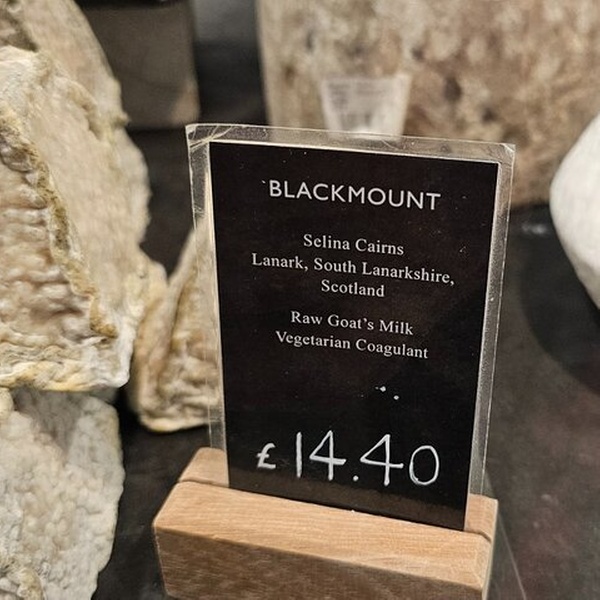 BLACKMOUNT
Selina Cairns
Lanark, South Lanarkshire,
Scotland
Raw Goat's Milk
Vegetarian Coagulant
£14.40